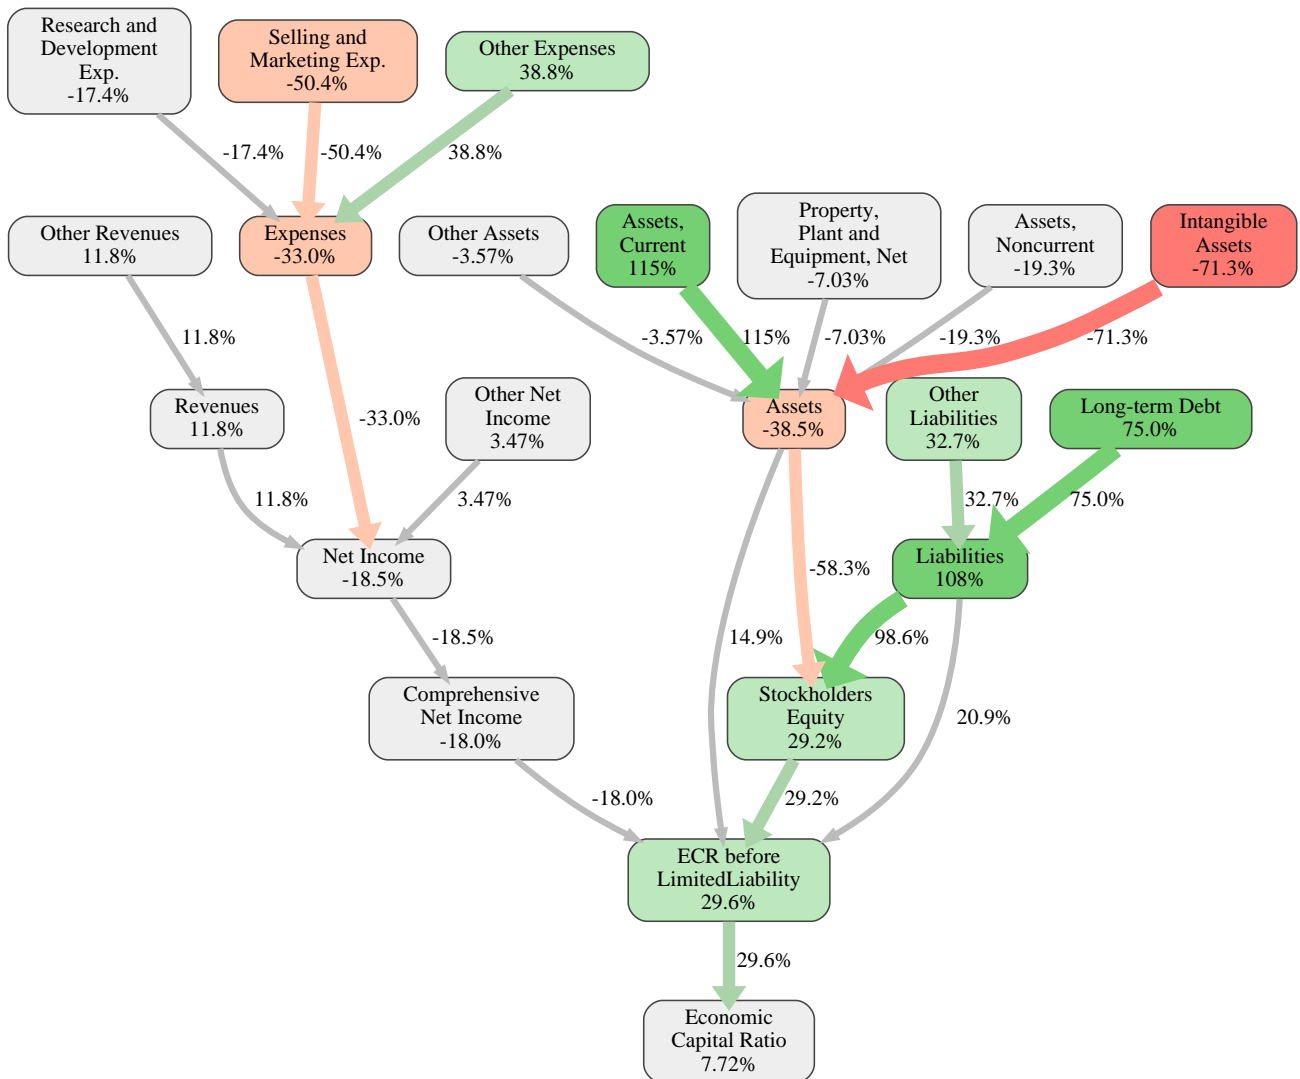 Research and
Development
Exp.
-17.4%
Selling and
Marketing Exp.
-50.4%
Other Expenses
38.8%
-17.4%
-50.4%
38.8%
Other Revenues
11.8%
Expenses
-33.0%
Other Assets
-3.57%
Assets,
Current
115%
Property,
Plant and
Equipment, Net
-7.03%
Assets,
Noncurrent
-19.3%
Intangible
Assets
-71.3%
11.8%
-3.57%
115%
-7.03%
-19.3%
-71.3%
Revenues
11.8%
-33.0%
Other Net
Income
3.47%
Assets
-38.5%
Other
Liabilities
32.7%
Long-term Debt
75.0%
11.8%
3.47%
32.7%
75.0%
Net Income
-18.5%
-58.3%
Liabilities
108%
-18.5%
14.9%
98.6%
Comprehensive
Net Income
-18.0%
Stockholders
Equity
29.2%
20.9%
-18.0%
29.2%
ECR before
LimitedLiability
29.6%
29.6%
Economic
Capital Ratio
7.72%